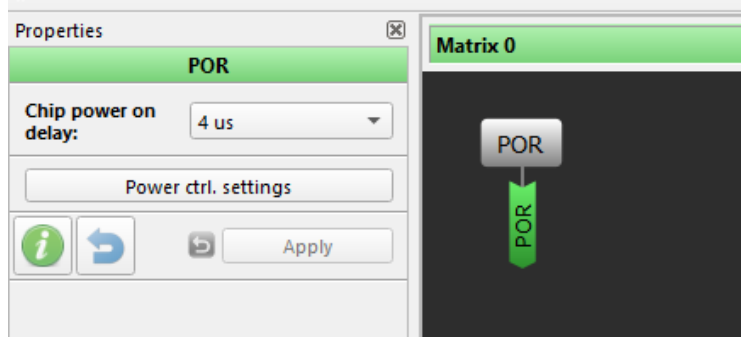 Properties
POR
Chip power on
delay:
4 us
Power ctrl. settings
Apply
Matrix 0
POR
POR